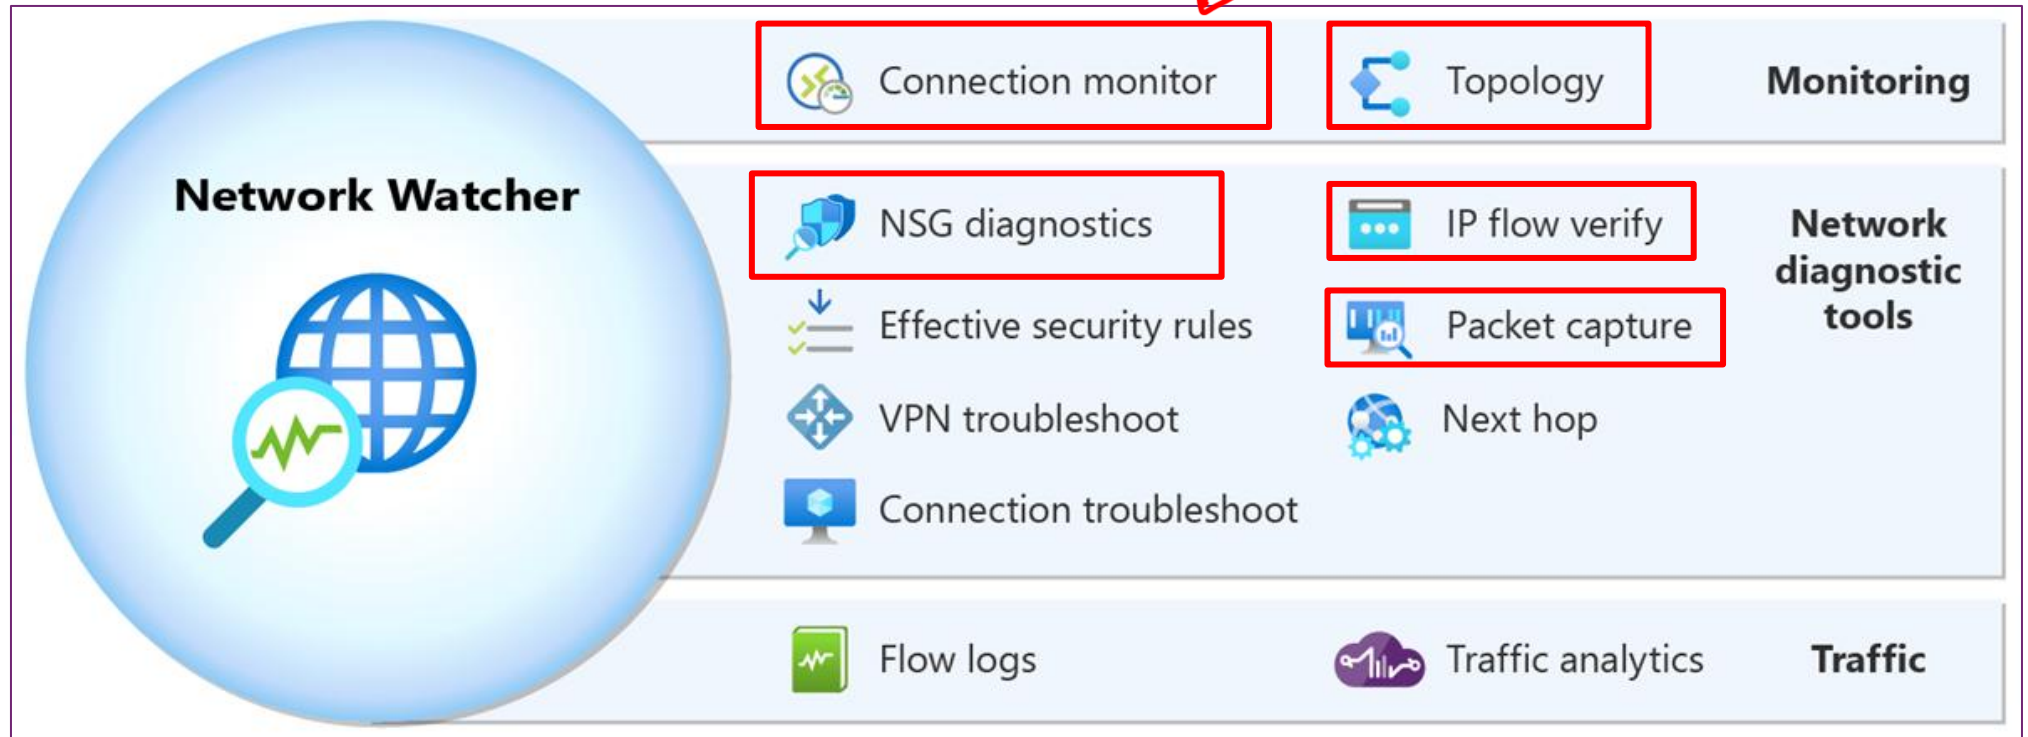 Network Watcher
Connection monitor
Topology
Monitoring
NSG diagnostics
IP flow verify
Network
diagnostic
tools
Effective security rules
Packet capture
VPN troubleshoot
Next hop
Connection troubleshoot
Flow logs
Traffic analytics
Traffic